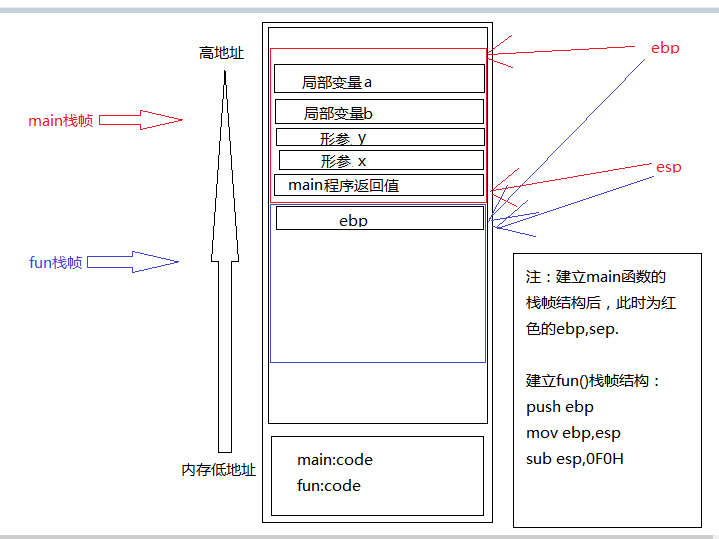 高地址
ebp
局部变量a
main栈帧
局部变量b
形参 y
形参 x
esp
main程序返回值
ebp
fun栈帧
注：建立main函数的
栈帧结构后，此时为红
色的ebp,sep.
建立fun()栈帧结构：
push ebp
mov ebp,esp
sub esp,0F0H
内存低地址
main:code
fun:code